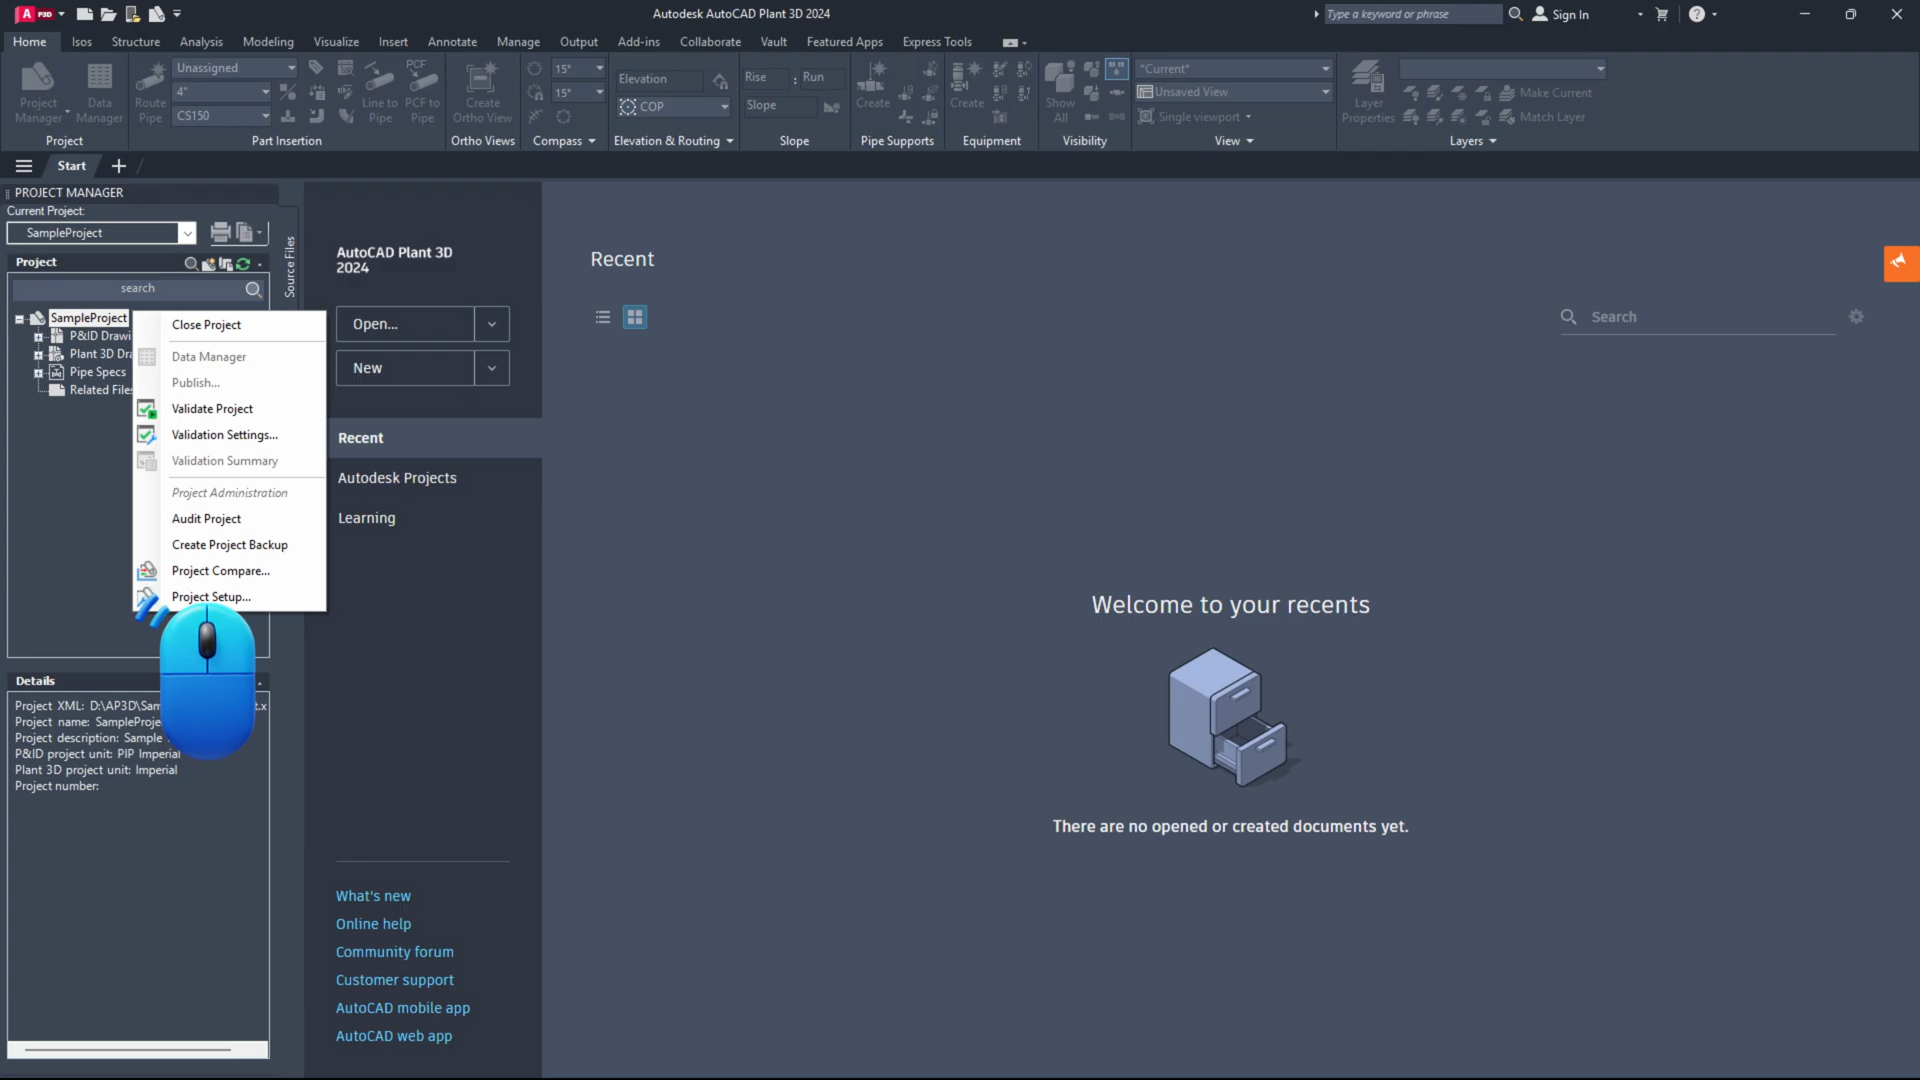 A P3D
Autodesk AutoCAD Plant 3D 2024
Type a keyword or phrase
Sign In
Home Isos Structure Analysis Modeling Visualize Insert Annotate Manage Output Add-ins Collaborate Vault Featured Apps Express Tools
Project Manager
Data Manager
Project
Route Pipe
Unassigned
4"
CS150
Line to Pipe
PCF
PCF to Pipe
Part Insertion
Create Ortho View
Ortho Views
15°
15°
Compass
Elevation
COP
Elevation & Routing
Rise : Run
Slope
Slope
Create
Pipe Supports
Create
Equipment
Show All
Visibility
*Current*
Unsaved View
Single viewport
View
Layer Properties
Make Current
Match Layer
Layers
Start
PROJECT MANAGER
Current Project:
SampleProject
Source Files
Project
search
SampleProject
P&ID Drawi
Plant 3D Dra
Pipe Specs
Related Files
Close Project
Data Manager
Publish...
Validate Project
Validation Settings...
Validation Summary
Project Administration
Audit Project
Create Project Backup
Project Compare...
Project Setup...
Details
Project XML: D:\AP3D\Sam t.x
Project name: SampleProje
Project description: Sample
P&ID project unit: PIP Imperial
Plant 3D project unit: Imperial
Project number:
AutoCAD Plant 3D
2024
Open...
New
Recent
Autodesk Projects
Learning
What's new
Online help
Community forum
Customer support
AutoCAD mobile app
AutoCAD web app
Recent
Search
Welcome to your recents
There are no opened or created documents yet.